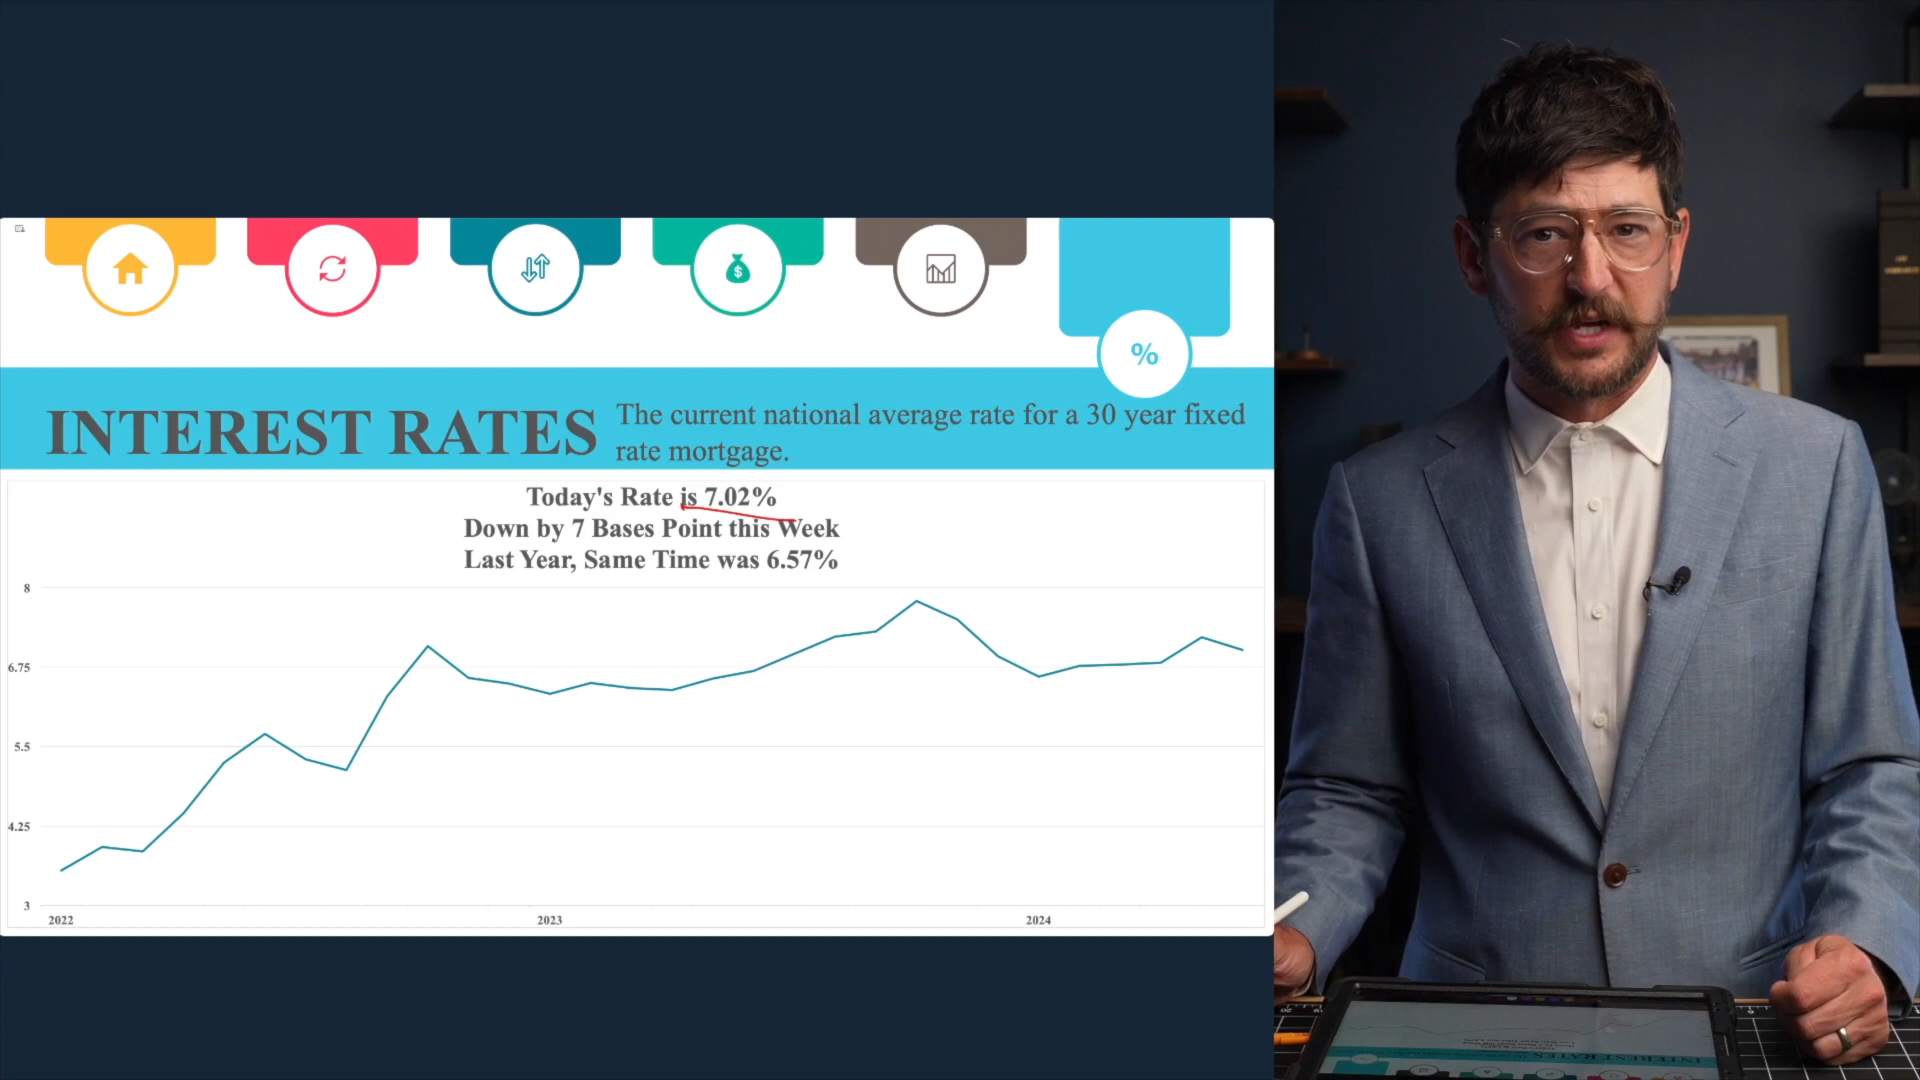 %
INTEREST RATES
The current national average rate for a 30 year fixed
rate mortgage.
Today's Rate is 7.02%
Down by 7 Bases Point this Week
Last Year, Same Time was 6.57%
8
6.75
5.5
4.25
3
2022
2023
2024
INTEREST RATES